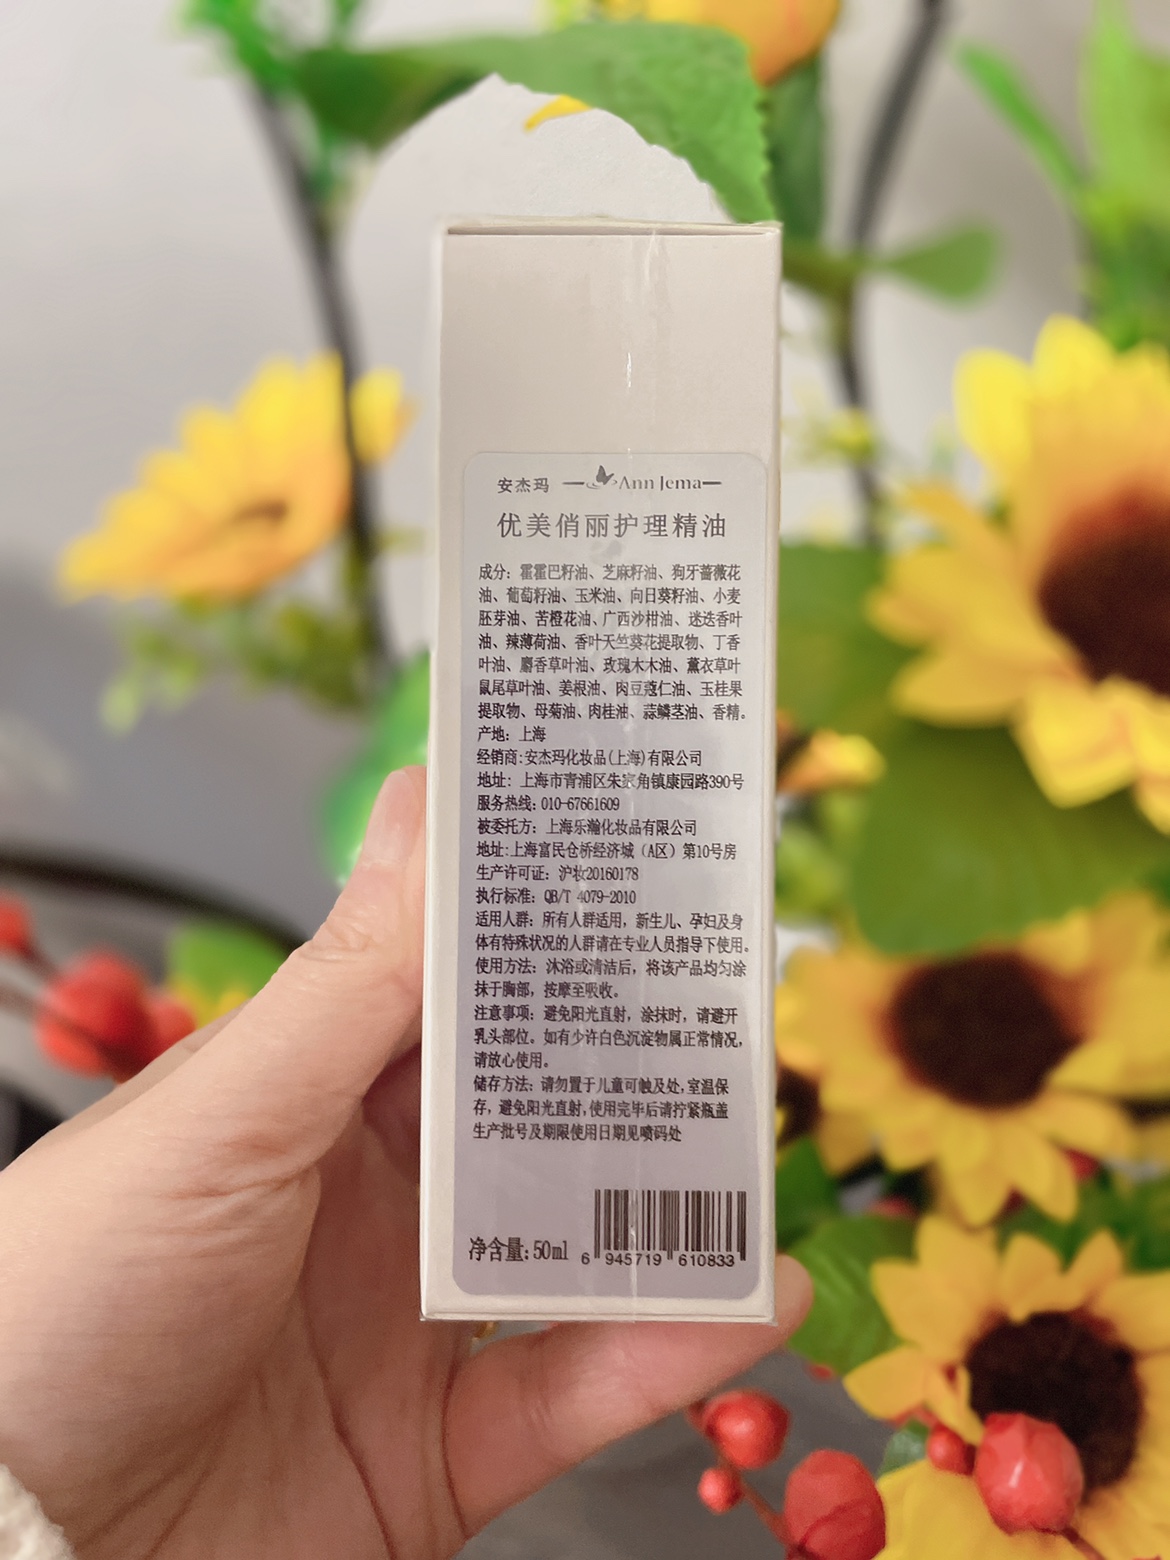 安杰玛 Ann Jema
优美俏丽护理精油
成分：霍霍巴籽油、芝麻籽油、狗牙蔷薇花
油、葡萄籽油、玉米油、向日葵籽油、小麦
胚芽油、苦橙花油、广西沙柑油、迷迭香叶
油、辣薄荷油、香叶天竺葵花提取物、丁香
叶油、麝香草叶油、玫瑰木木油、薰衣草叶
鼠尾草叶油、姜根油、肉豆蔻仁油、玉桂果
提取物、母菊油、肉桂油、蒜鳞茎油、香精。
产地：上海
经销商：安杰玛化妆品(上海)有限公司
地址：上海市青浦区朱家角镇康园路390号
服务热线：010-67661609
被委托方：上海乐瀚化妆品有限公司
地址：上海富民仓桥经济城（A区）第10号房
生产许可证：沪妆20160178
执行标准：QB/T 4079-2010
适用人群：所有人群适用，新生儿、孕妇及身
体有特殊状况的人群请在专业人员指导下使用。
使用方法：沐浴或清洁后，将该产品均匀涂
抹于胸部，按摩至吸收。
注意事项：避免阳光直射，涂抹时，请避开
乳头部位。如有少许白色沉淀物属正常情况，
请放心使用。
储存方法：请勿置于儿童可触及处，室温保
存，避免阳光直射，使用完毕后请拧紧瓶盖
生产批号及期限使用日期见喷码处
净含量：50ml
6 945719 610833